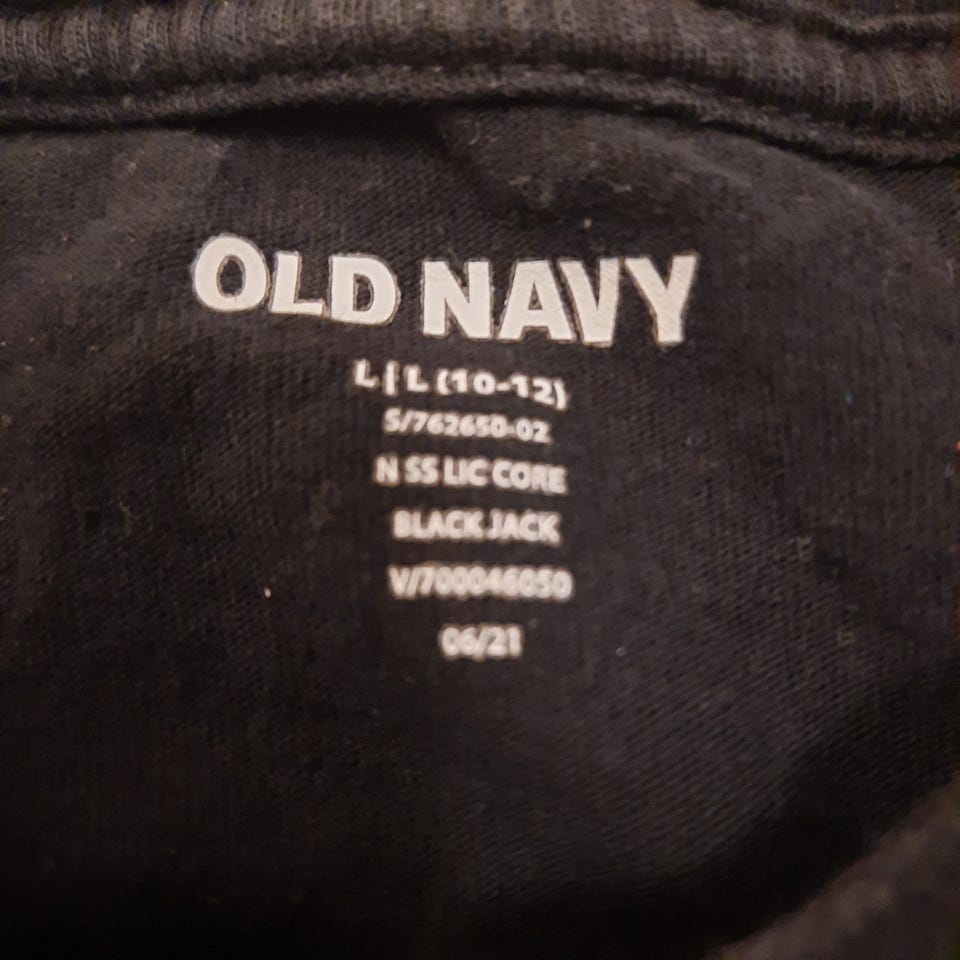 OLD NAVY
L | L (10-12)
S/762650-02
N SS LIC CORE
BLACK JACK
V/700046050
06/21